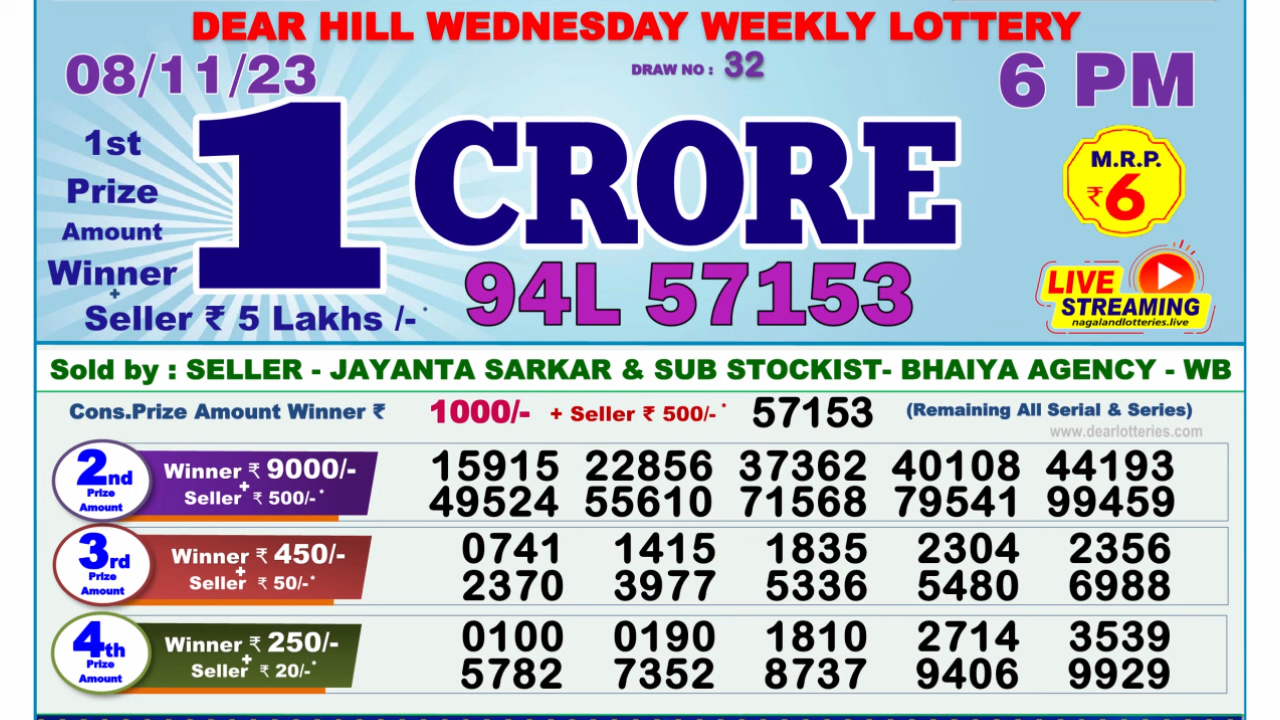 DEAR HILL WEDNESDAY WEEKLY LOTTERY
08/11/23
DRAW NO : 32
6 PM
1st
Prize
Amount
Winner
+
Seller ₹ 5 Lakhs /-*
1 CRORE
94L 57153
M.R.P.
₹6
LIVE
STREAMING
nagalandlotteries.live
Sold by : SELLER - JAYANTA SARKAR & SUB STOCKIST- BHAIYA AGENCY - WB
Cons.Prize Amount Winner ₹ 1000/- + Seller ₹ 500/-* 57153 (Remaining All Serial & Series)
www.dearlotteries.com
2nd
Prize
Amount
Winner ₹ 9000/-
+
Seller ₹ 500/-*
15915 22856 37362 40108 44193
49524 55610 71568 79541 99459
3rd
Prize
Amount
Winner ₹ 450/-
+
Seller ₹ 50/-*
0741 1415 1835 2304 2356
2370 3977 5336 5480 6988
4th
Prize
Amount
Winner ₹ 250/-
+
Seller ₹ 20/-*
0100 0190 1810 2714 3539
5782 7352 8737 9406 9929